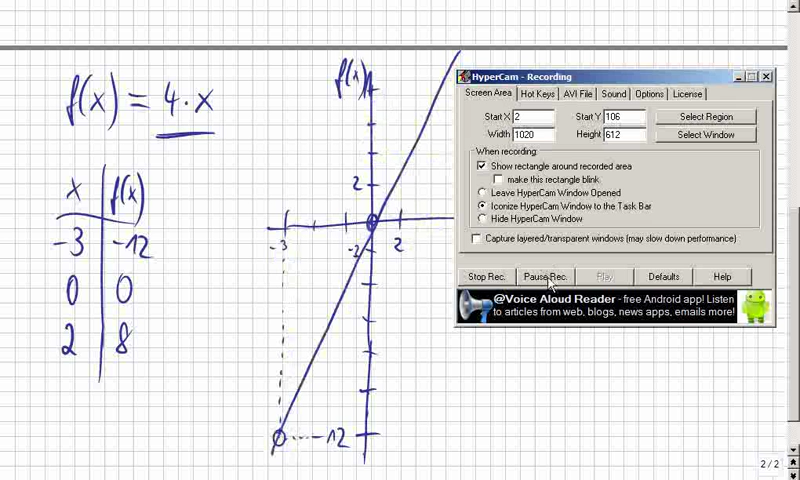 f(x) = 4·x
x f(x)
-3 -12
0 0
2 8
f(x)
2
-3
-2
2
-12
HyperCam - Recording
Screen Area Hot Keys AVI File Sound Options License
Start X 2 Start Y 106 Select Region
Width 1020 Height 612 Select Window
When recording:
Show rectangle around recorded area
make this rectangle blink
Leave HyperCam Window Opened
Iconize HyperCam Window to the Task Bar
Hide HyperCam Window
Capture layered/transparent windows (may slow down performance)
Stop Rec. Pause Rec. Play Defaults Help
@Voice Aloud Reader - free Android app! Listen
to articles from web, blogs, news apps, emails more!
2 / 2